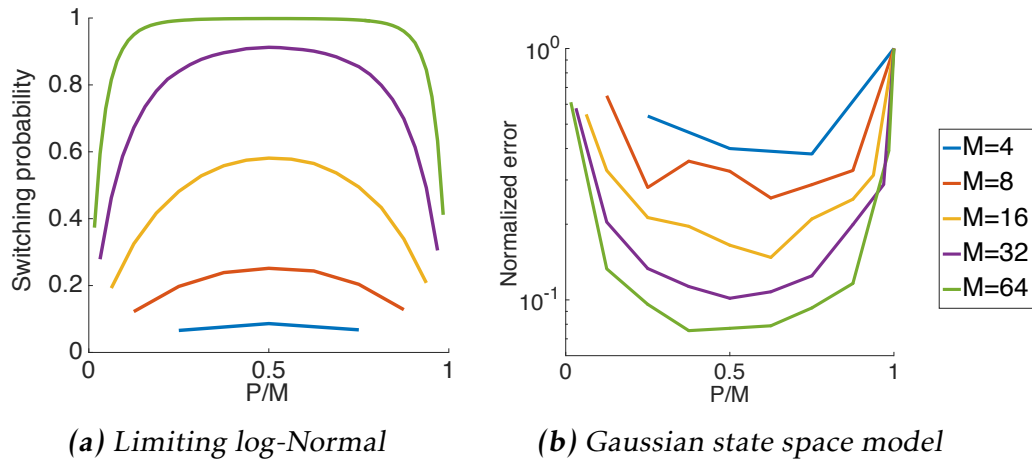 1
0.8
0.6
0.4
0.2
0
Switching probability
0
0.5
1
P/M
(a) Limiting log-Normal
10^0
10^-1
Normalized error
0
0.5
1
P/M
(b) Gaussian state space model
M=4
M=8
M=16
M=32
M=64